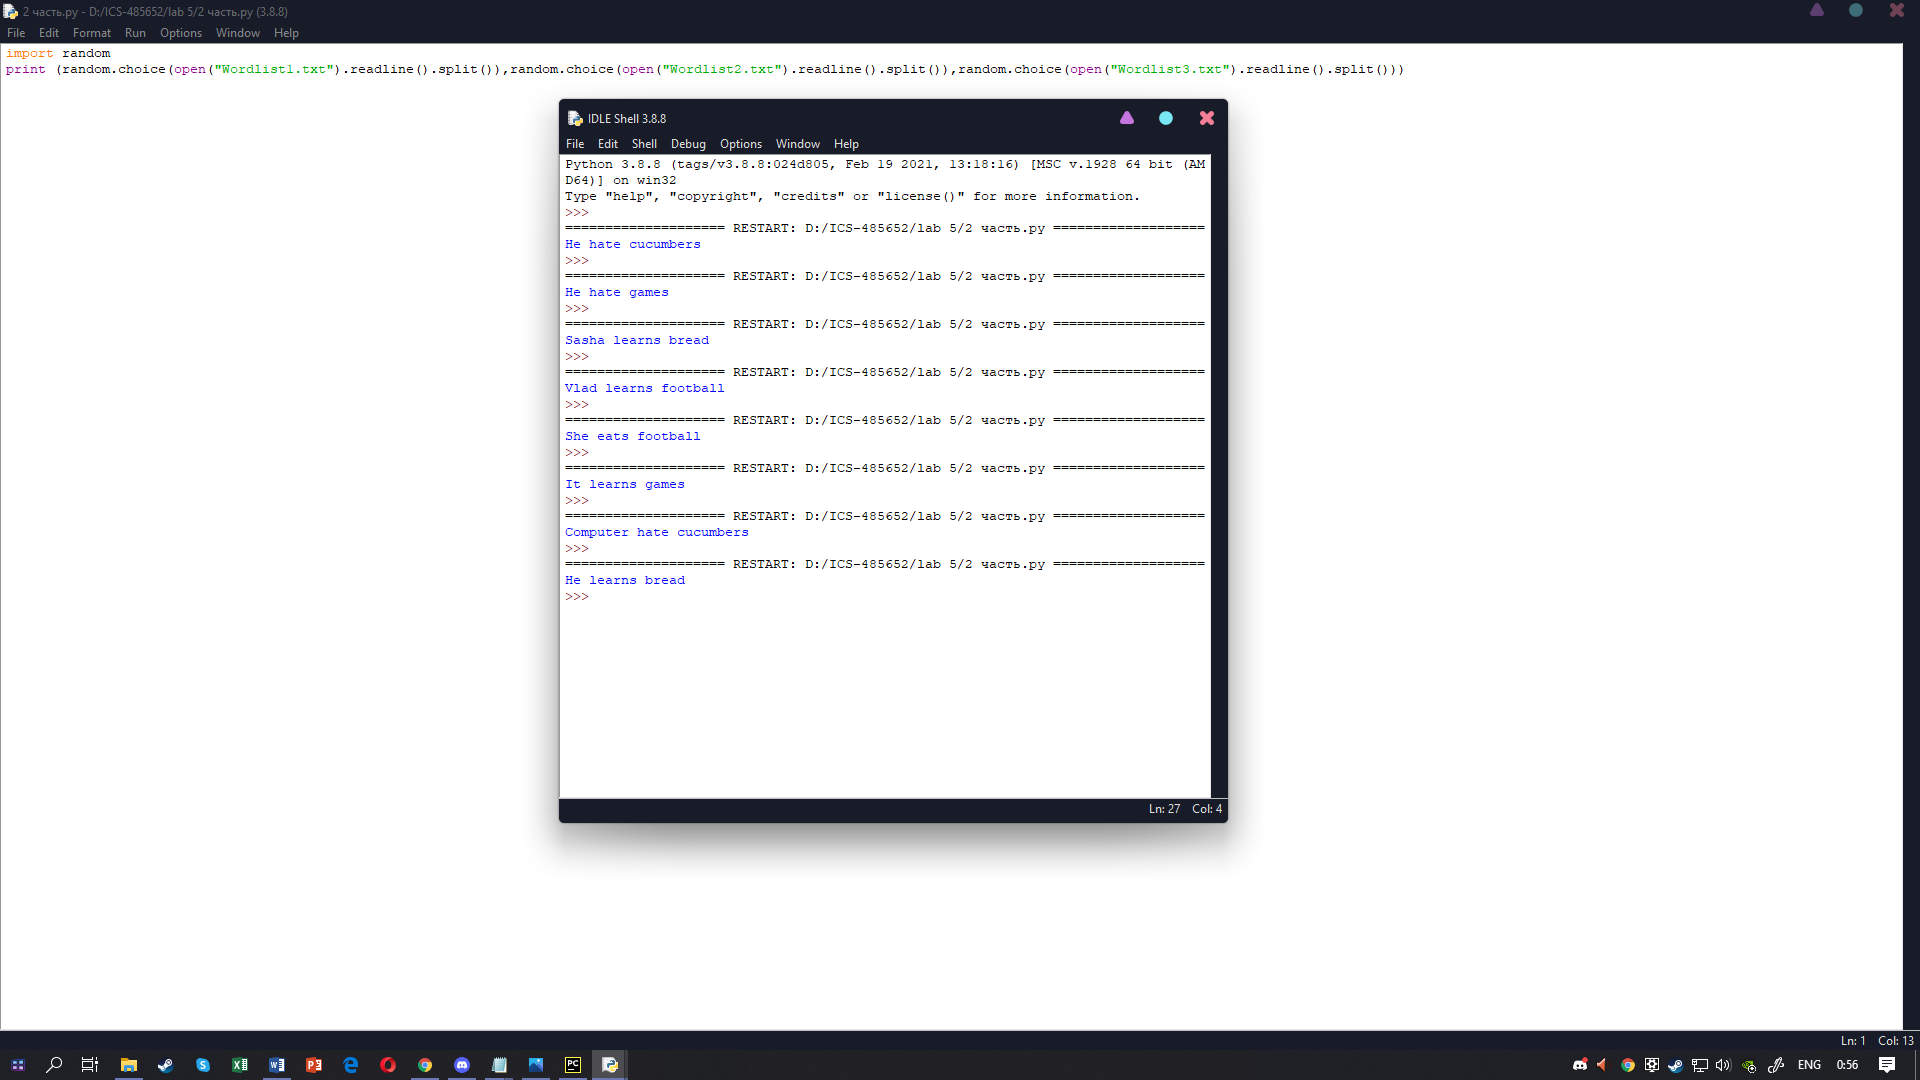 2 часть.py - D:/ICS-485652/lab 5/2 часть.py (3.8.8)
File Edit Format Run Options Window Help
import random
print (random.choice(open("Wordlist1.txt").readline().split()),random.choice(open("Wordlist2.txt").readline().split()),random.choice(open("Wordlist3.txt").readline().split()))
IDLE Shell 3.8.8
File Edit Shell Debug Options Window Help
Python 3.8.8 (tags/v3.8.8:024d805, Feb 19 2021, 13:18:16) [MSC v.1928 64 bit (AM
D64)] on win32
Type "help", "copyright", "credits" or "license()" for more information.
>>>
==================== RESTART: D:/ICS-485652/lab 5/2 часть.py ===================
He hate cucumbers
>>>
==================== RESTART: D:/ICS-485652/lab 5/2 часть.py ===================
He hate games
>>>
==================== RESTART: D:/ICS-485652/lab 5/2 часть.py ===================
Sasha learns bread
>>>
==================== RESTART: D:/ICS-485652/lab 5/2 часть.py ===================
Vlad learns football
>>>
==================== RESTART: D:/ICS-485652/lab 5/2 часть.py ===================
She eats football
>>>
==================== RESTART: D:/ICS-485652/lab 5/2 часть.py ===================
It learns games
>>>
==================== RESTART: D:/ICS-485652/lab 5/2 часть.py ===================
Computer hate cucumbers
>>>
==================== RESTART: D:/ICS-485652/lab 5/2 часть.py ===================
He learns bread
>>>
Ln: 27 Col: 4
Ln: 1 Col: 13
ENG 0:56